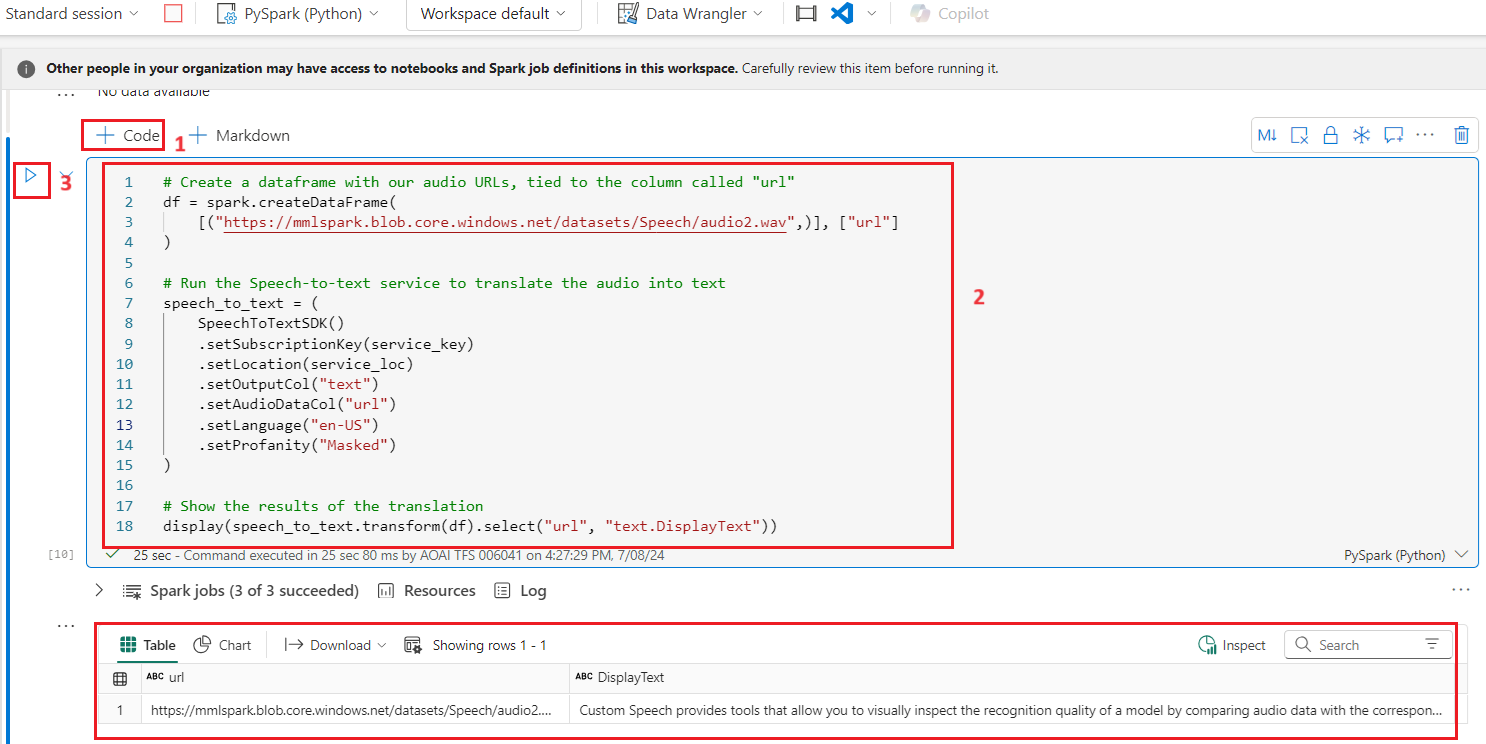 Standard session PySpark (Python) Workspace default Data Wrangler Copilot
Other people in your organization may have access to notebooks and Spark job definitions in this workspace. Carefully review this item before running it.
... No data available
+ Code 1 + Markdown M↓ ...
3
1 # Create a dataframe with our audio URLs, tied to the column called "url"
2 df = spark.createDataFrame(
3 [("https://mmlspark.blob.core.windows.net/datasets/Speech/audio2.wav",)], ["url"]
4 )
5
6 # Run the Speech-to-text service to translate the audio into text
2
7 speech_to_text = (
8 SpeechToTextSDK()
9 .setSubscriptionKey(service_key)
10 .setLocation(service_loc)
11 .setOutputCol("text")
12 .setAudioDataCol("url")
13 .setLanguage("en-US")
14 .setProfanity("Masked")
15 )
16
17 # Show the results of the translation
18 display(speech_to_text.transform(df).select("url", "text.DisplayText"))
[10] 25 sec - Command executed in 25 sec 80 ms by AOAI TFS 006041 on 4:27:29 PM, 7/08/24 PySpark (Python)
Spark jobs (3 of 3 succeeded) Resources Log ...
...
Table Chart Download Showing rows 1 - 1 Inspect Search
ABC url ABC DisplayText
1 https://mmlspark.blob.core.windows.net/datasets/Speech/audio2.... Custom Speech provides tools that allow you to visually inspect the recognition quality of a model by comparing audio data with the correspon...